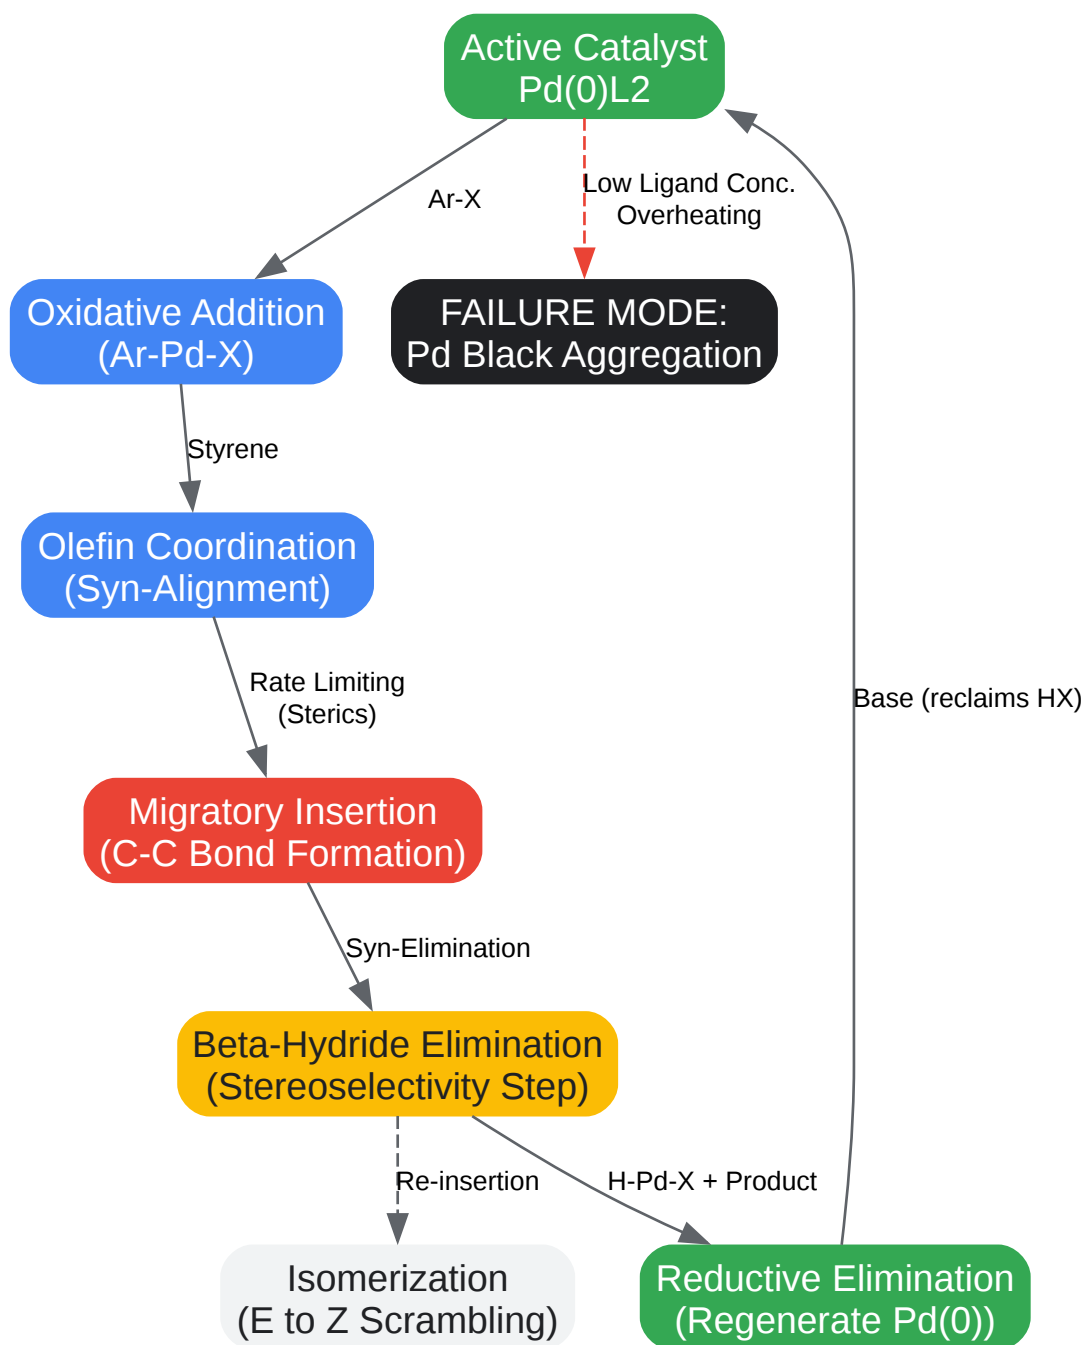 Active Catalyst
Pd(0)L2
Ar-X
Low Ligand Conc.
Overheating
Oxidative Addition
(Ar-Pd-X)
FAILURE MODE:
Pd Black Aggregation
Styrene
Olefin Coordination
(Syn-Alignment)
Rate Limiting
(Sterics)
Base (reclaims HX)
Migratory Insertion
(C-C Bond Formation)
Syn-Elimination
Beta-Hydride Elimination
(Stereoselectivity Step)
Re-insertion
H-Pd-X + Product
Isomerization
(E to Z Scrambling)
Reductive Elimination
(Regenerate Pd(0))